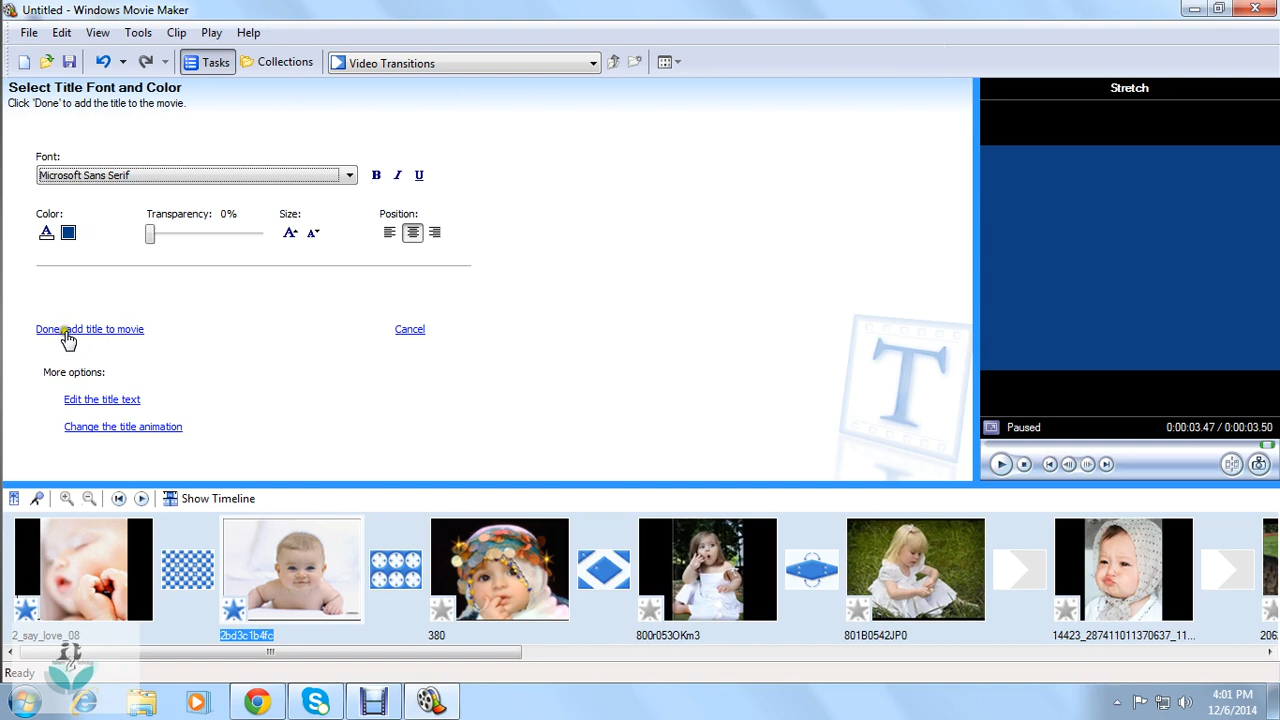 Untitled - Windows Movie Maker
File Edit View Tools Clip Play Help
Tasks Collections Video Transitions
Select Title Font and Color
Click 'Done' to add the title to the movie.
Stretch
Font:
Microsoft Sans Serif
B I U
Color: Transparency: 0% Size: Position:
A A A
Done, add title to movie
Cancel
More options:
Edit the title text
Change the title animation
T
Paused 0:00:03.47 / 0:00:03.50
Show Timeline
2_say_love_08 2bd3c1b4fc 380 800r053OKm3 801B0542JP0 14423_287411011370637_11... 206
Ready
4:01 PM
12/6/2014